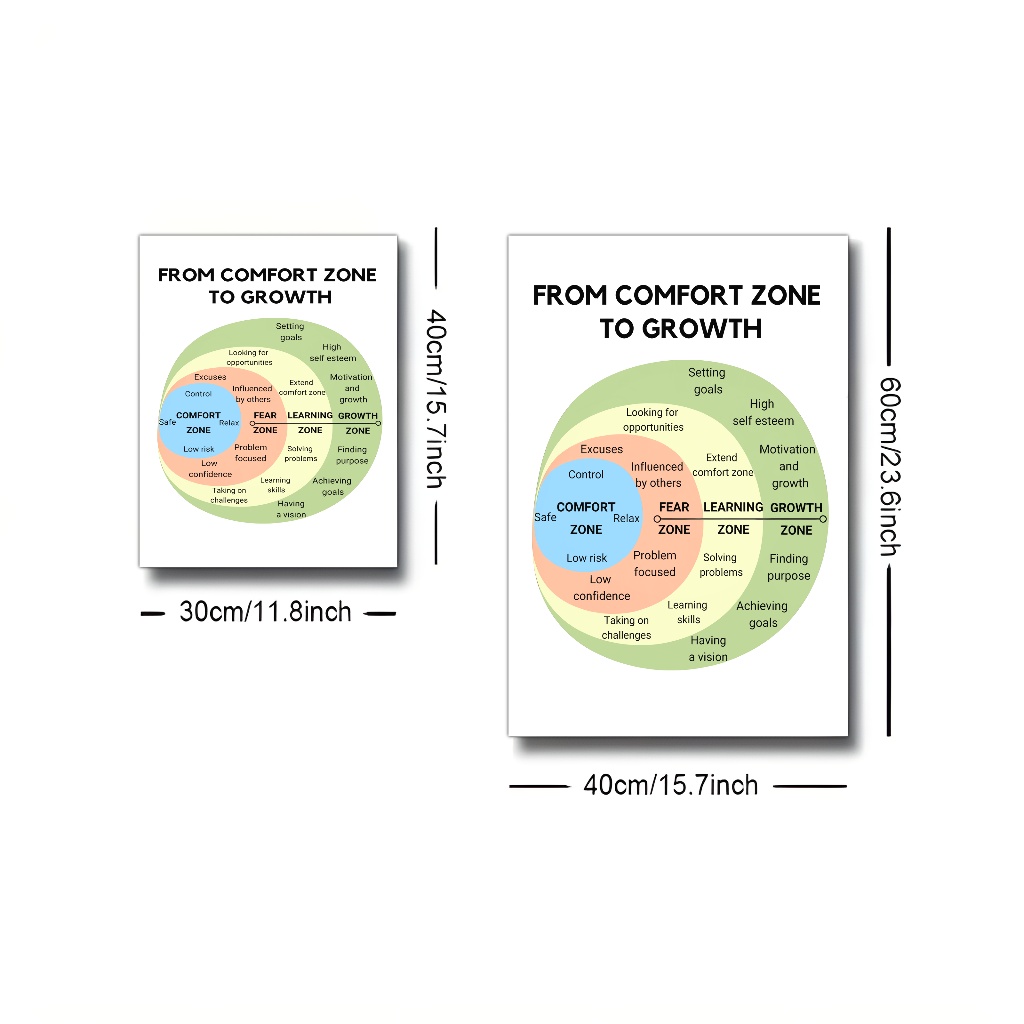 FROM COMFORT ZONE
TO GROWTH
Setting
goals
High
self esteem
Looking for
opportunities
Excuses
Motivation
and
growth
Extend
comfort zone
Influenced
by others
Control
Safe
COMFORT
ZONE
Relax
FEAR
ZONE
LEARNING
ZONE
GROWTH
ZONE
Low risk
Problem
focused
Solving
problems
Finding
purpose
Low
confidence
Learning
skills
Achieving
goals
Taking on
challenges
Having
a vision
40cm/15.7inch
30cm/11.8inch
FROM COMFORT ZONE
TO GROWTH
Setting
goals
High
self esteem
Looking for
opportunities
Excuses
Motivation
and
growth
Extend
comfort zone
Influenced
by others
Control
Safe
COMFORT
ZONE
Relax
FEAR
ZONE
LEARNING
ZONE
GROWTH
ZONE
Low risk
Problem
focused
Solving
problems
Finding
purpose
Low
confidence
Learning
skills
Achieving
goals
Taking on
challenges
Having
a vision
60cm/23.6inch
40cm/15.7inch